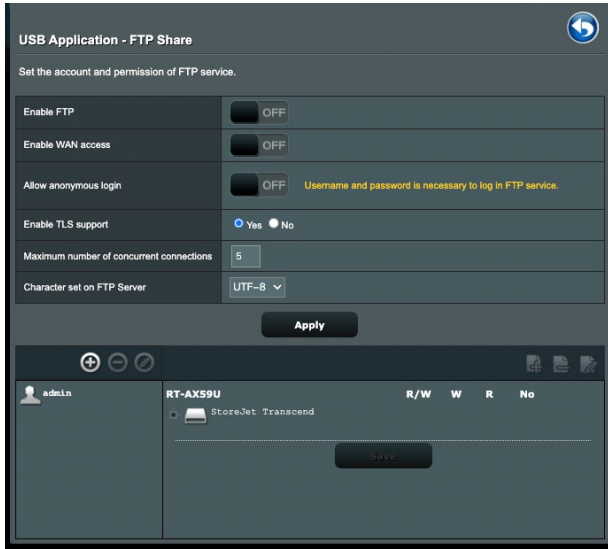 USB Application - FTP Share
Set the account and permission of FTP service.
Enable FTP OFF
Enable WAN access OFF
Allow anonymous login OFF Username and password is necessary to log in FTP service.
Enable TLS support Yes No
Maximum number of concurrent connections 5
Character set on FTP Server UTF-8
Apply
admin
RT-AX59U R/W W R No
StoreJet Transcend
Save